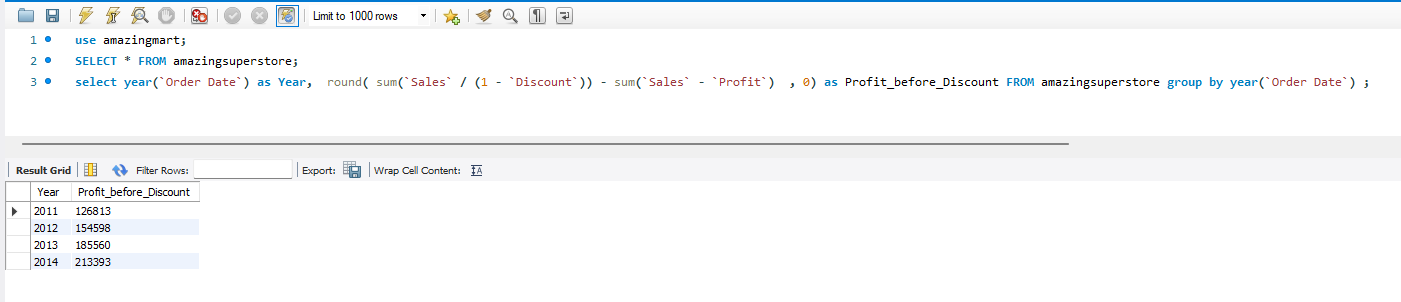 Limit to 1000 rows
1 use amazingmart;
2 SELECT * FROM amazingsuperstore;
3 select year(`Order Date`) as Year,  round( sum(`Sales` / (1 - `Discount`)) - sum(`Sales` - `Profit`)  , 0) as Profit_before_Discount FROM amazingsuperstore group by year(`Order Date`) ;
Result Grid Filter Rows: Export: Wrap Cell Content:
Year Profit_before_Discount
2011 126813
2012 154598
2013 185560
2014 213393